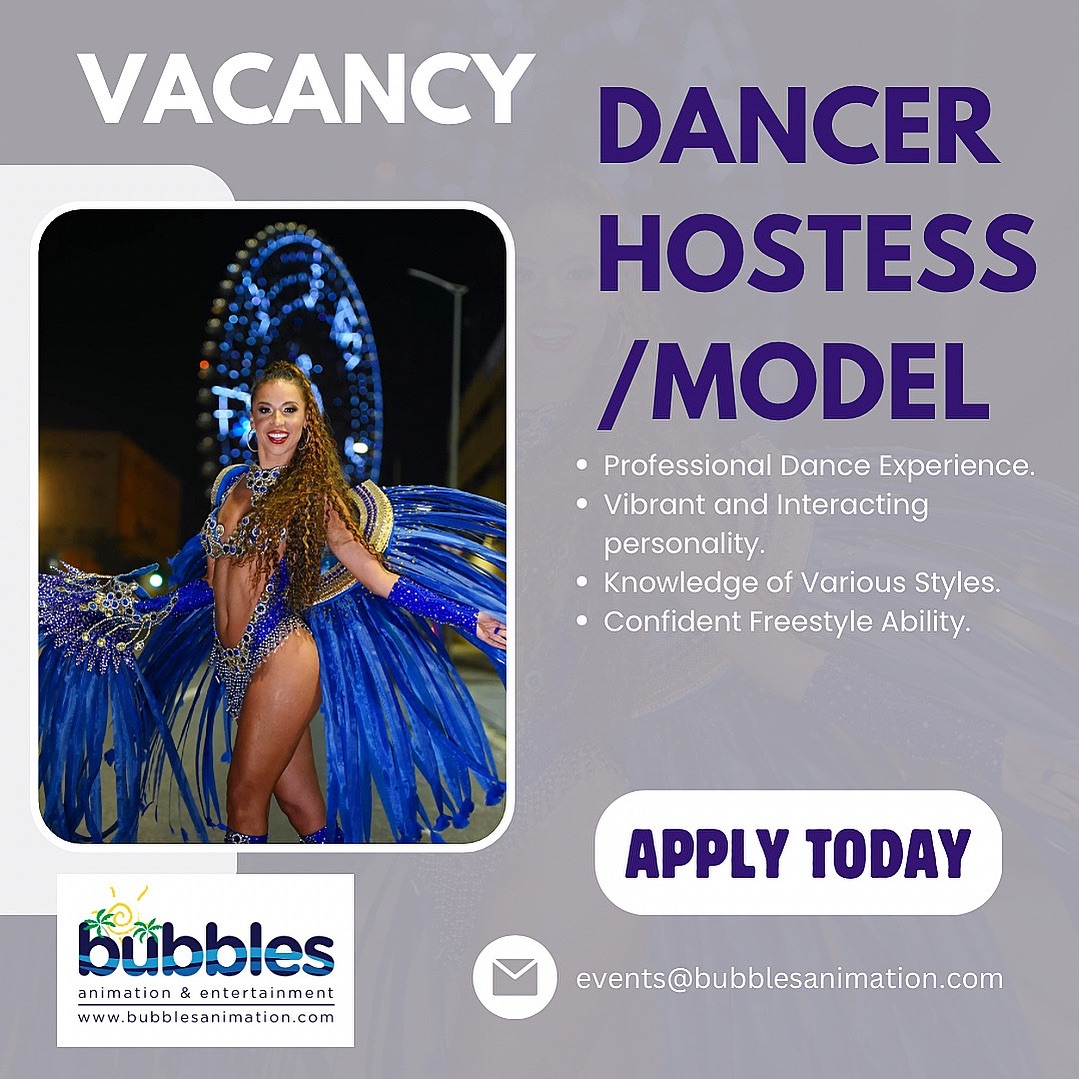 VACANCY
DANCER
HOSTESS
/MODEL
• Professional Dance Experience.
• Vibrant and Interacting
personality.
• Knowledge of Various Styles.
• Confident Freestyle Ability.
APPLY TODAY
events@bubblesanimation.com
bubbles
animation & entertainment
www.bubblesanimation.com